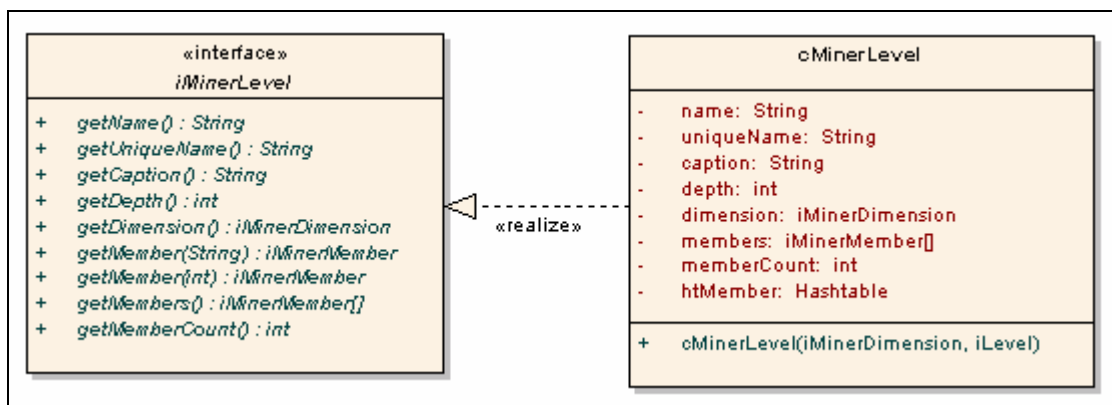 «interface»
iMinerLevel
+ getName() : String
+ getUniqueName() : String
+ getCaption() : String
+ getDepth() : int
+ getDimension() : iMinerDimension
+ getMember(String) : iMinerMember
+ getMember(int) : iMinerMember
+ getMembers() : iMinerMember[]
+ getMemberCount() : int
«realize»
cMinerLevel
- name: String
- uniqueName: String
- caption: String
- depth: int
- dimension: iMinerDimension
- members: iMinerMember[]
- memberCount: int
- htMember: Hashtable
+ cMinerLevel(iMinerDimension, iLevel)